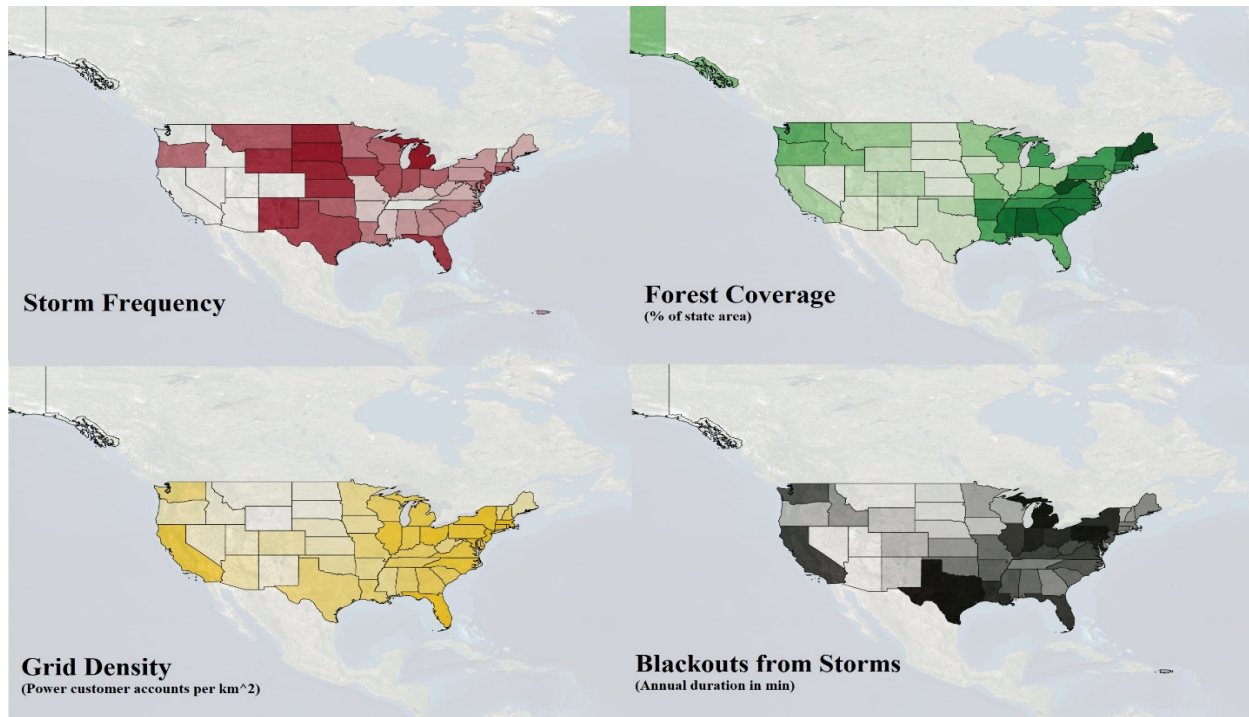 Storm Frequency
Forest Coverage
(% of state area)
Grid Density
(Power customer accounts per km^2)
Blackouts from Storms
(Annual duration in min)